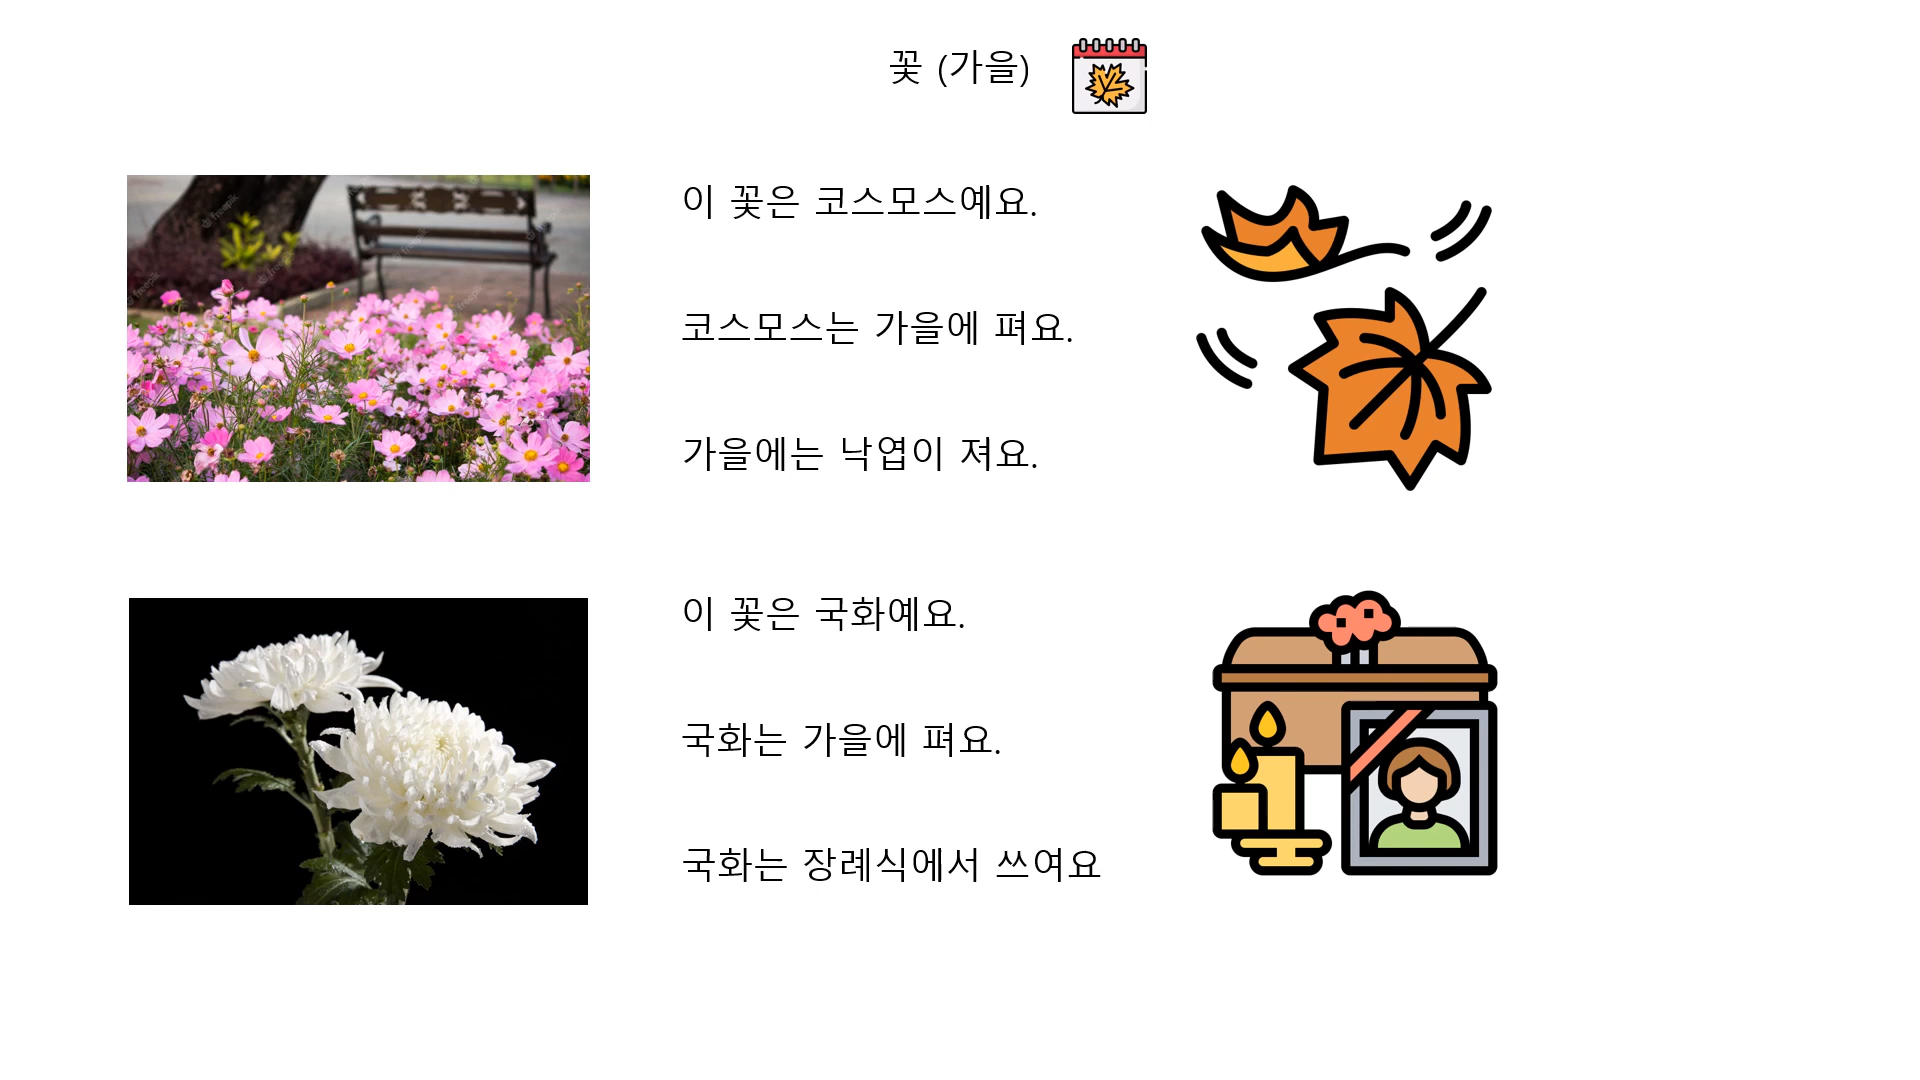 꽃 (가을)
이 꽃은 코스모스예요.
코스모스는 가을에 펴요.
가을에는 낙엽이 져요.
이 꽃은 국화예요.
국화는 가을에 펴요.
국화는 장례식에서 쓰여요